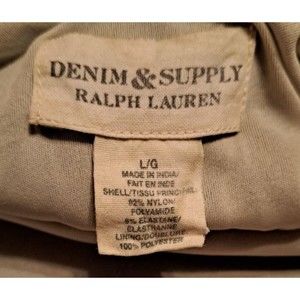 DENIM & SUPPLY
RALPH LAUREN
L/G
MADE IN INDIA/
FAIT EN INDE
SHELL/TISSU PRINCIPAL:
92% NYLON/
POLYAMIDE
8% ELASTANE/
ELASTHANNE
LINING/DOUBLURE
100% POLYESTER